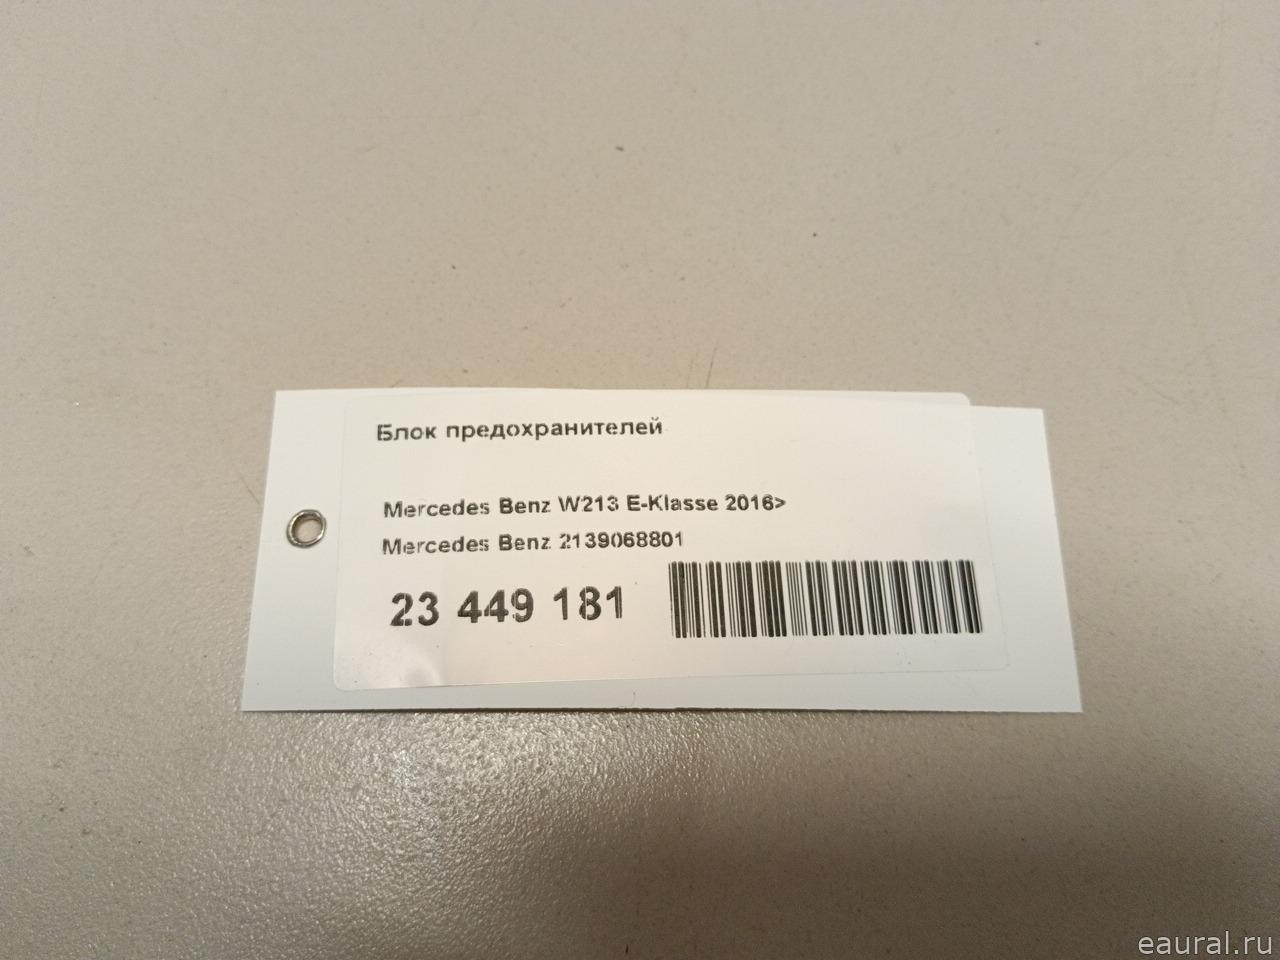 Блок предохранителей
Mercedes Benz W213 E-Klasse 2016>
Mercedes Benz 2139068801
23 449 181
eaural.ru